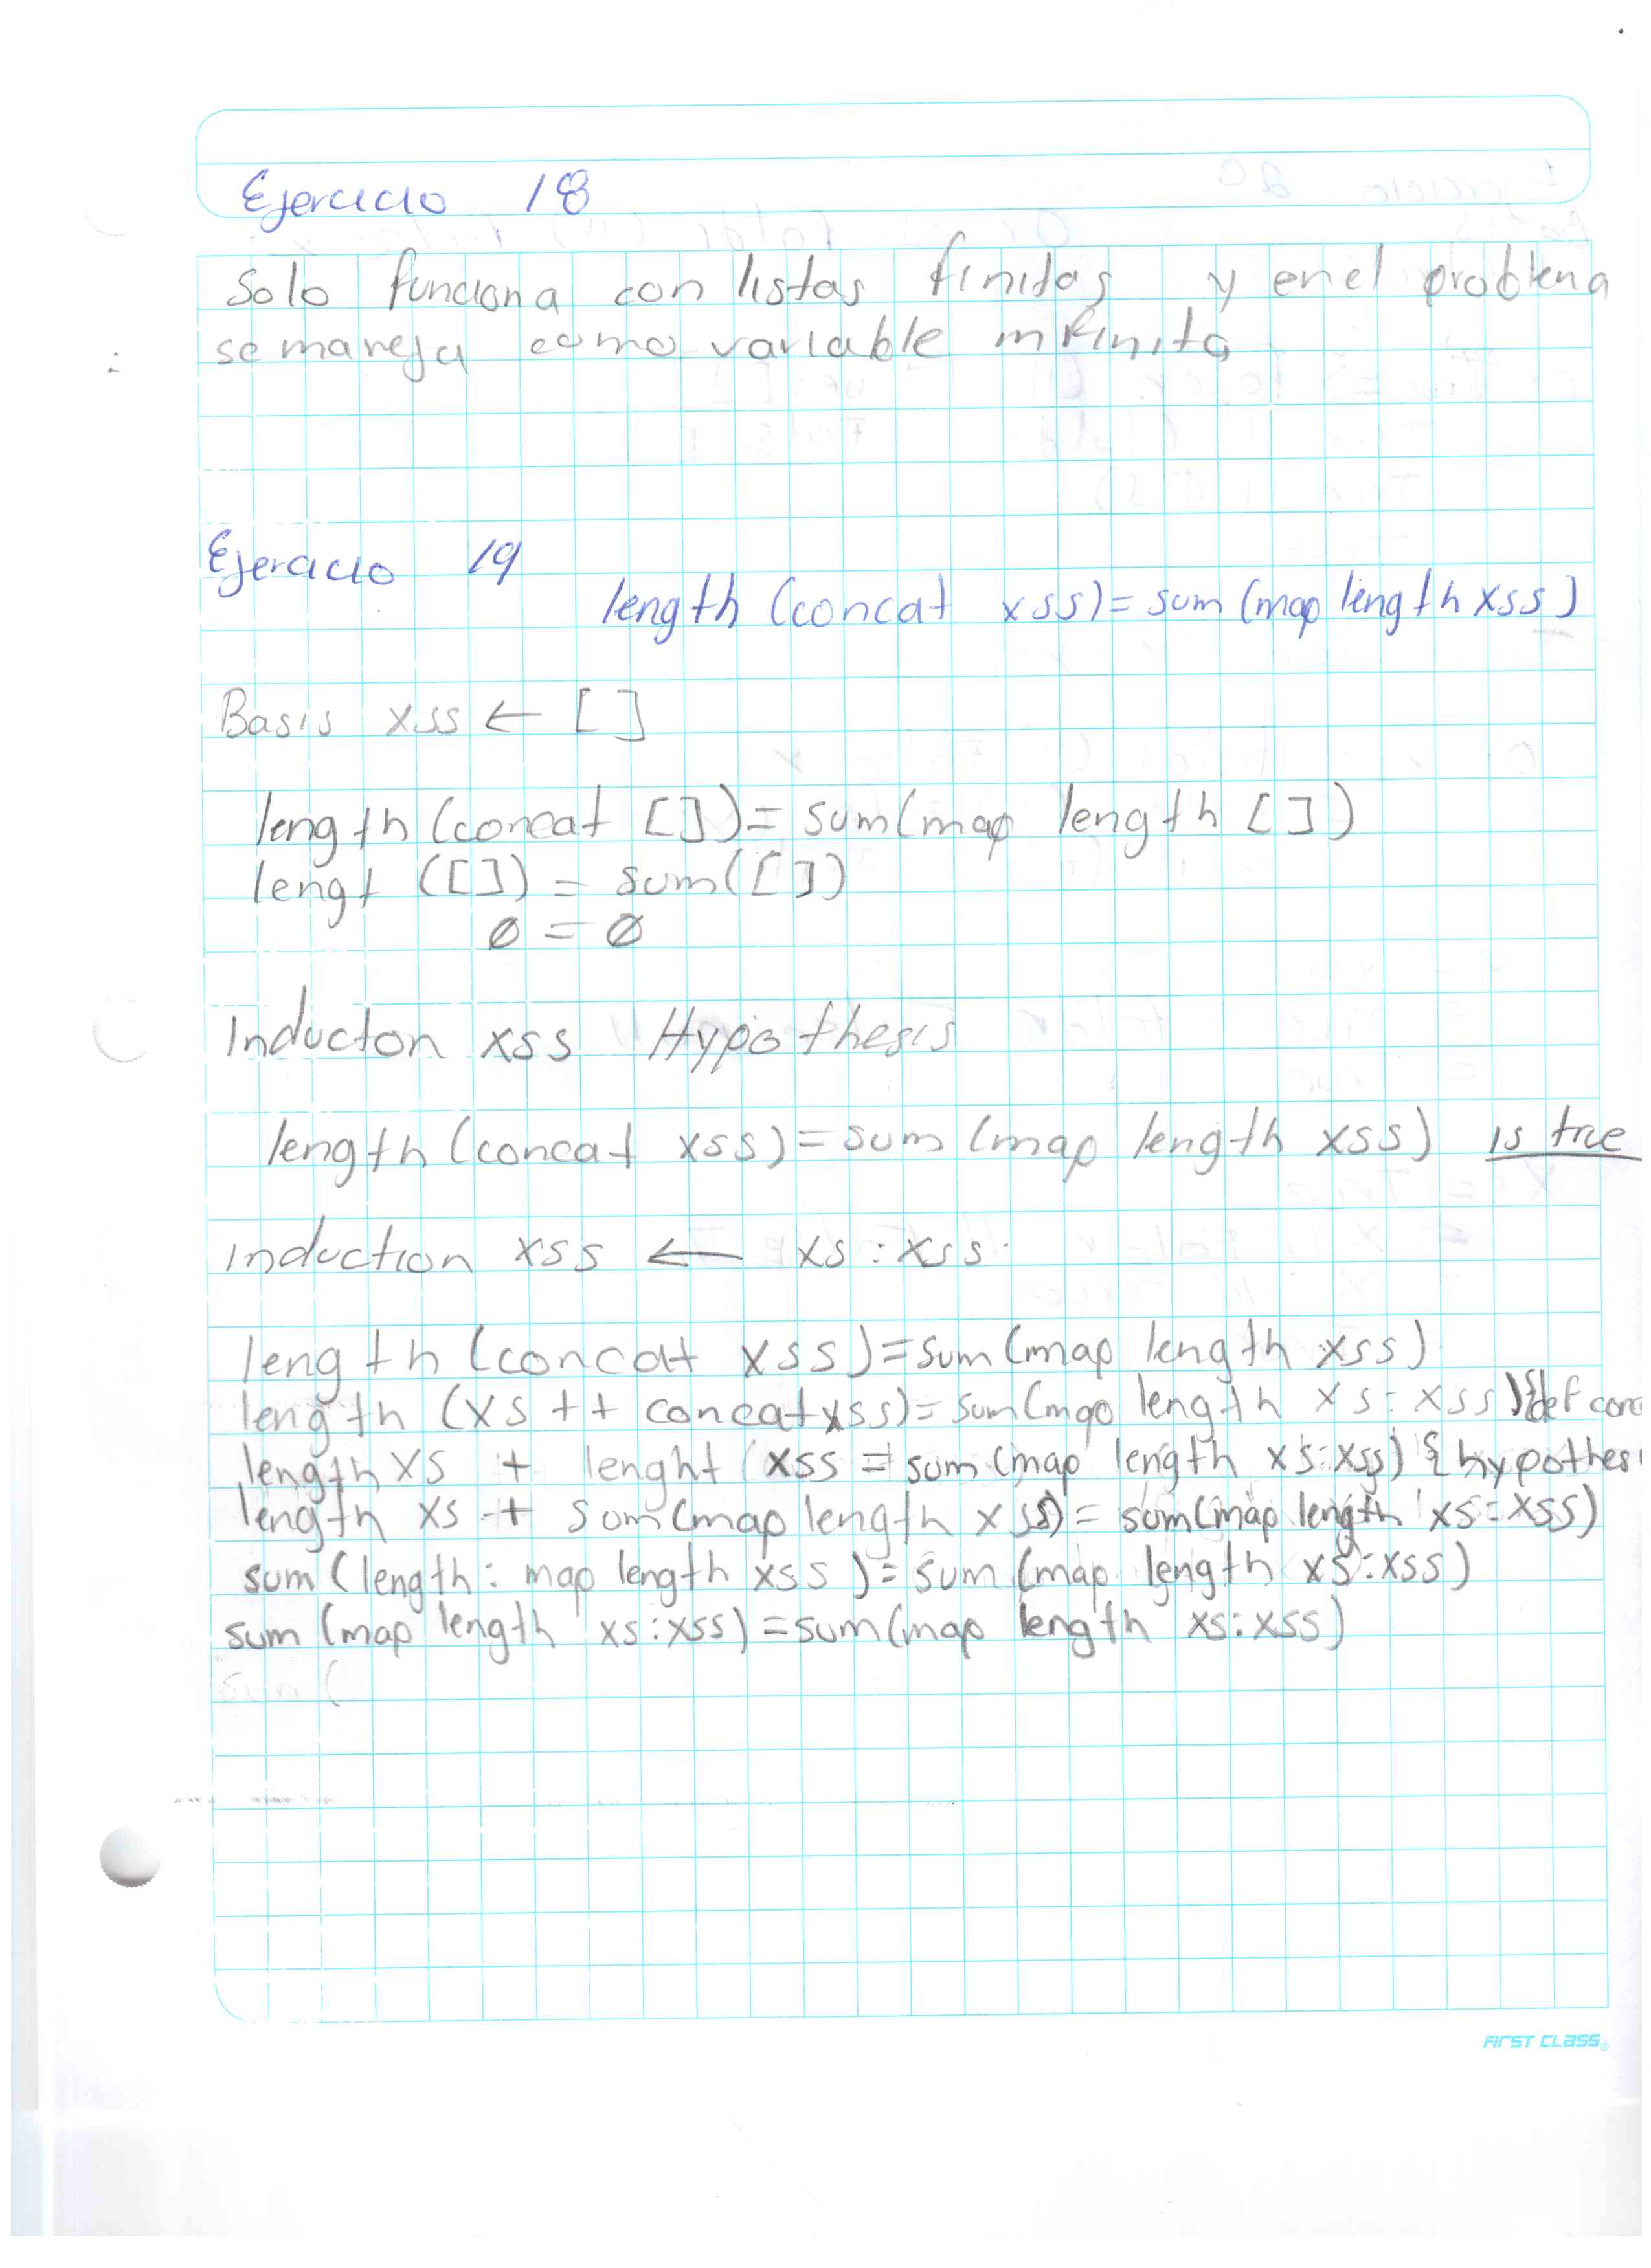 Ejercicio 18
Solo funciona con listas finitas y en el problema
se maneja como variable infinita
Ejercicio 19
length (concat xss) = sum (map length xss)
Basis xss ← []
length (concat []) = sum (map length [])
lengt ([]) = sum ([])
0 = 0
Inducton xss Hypothesis
length (concat xss) = sum (map length xss) is true
induction xss ← xs : xss
length (concat xss) = sum (map length xss)
length (xs ++ concat xss) = sum (map length xs : xss) {def conc
length xs + lenght (xss = sum (map length xs : xss) { hypothesi
length xs + sum (map length xss) = sum (map length xs : xss)
sum (length : map length xss) = sum (map length xs : xss)
sum (map length xs : xss) = sum (map length xs : xss)
FIRST CLASS